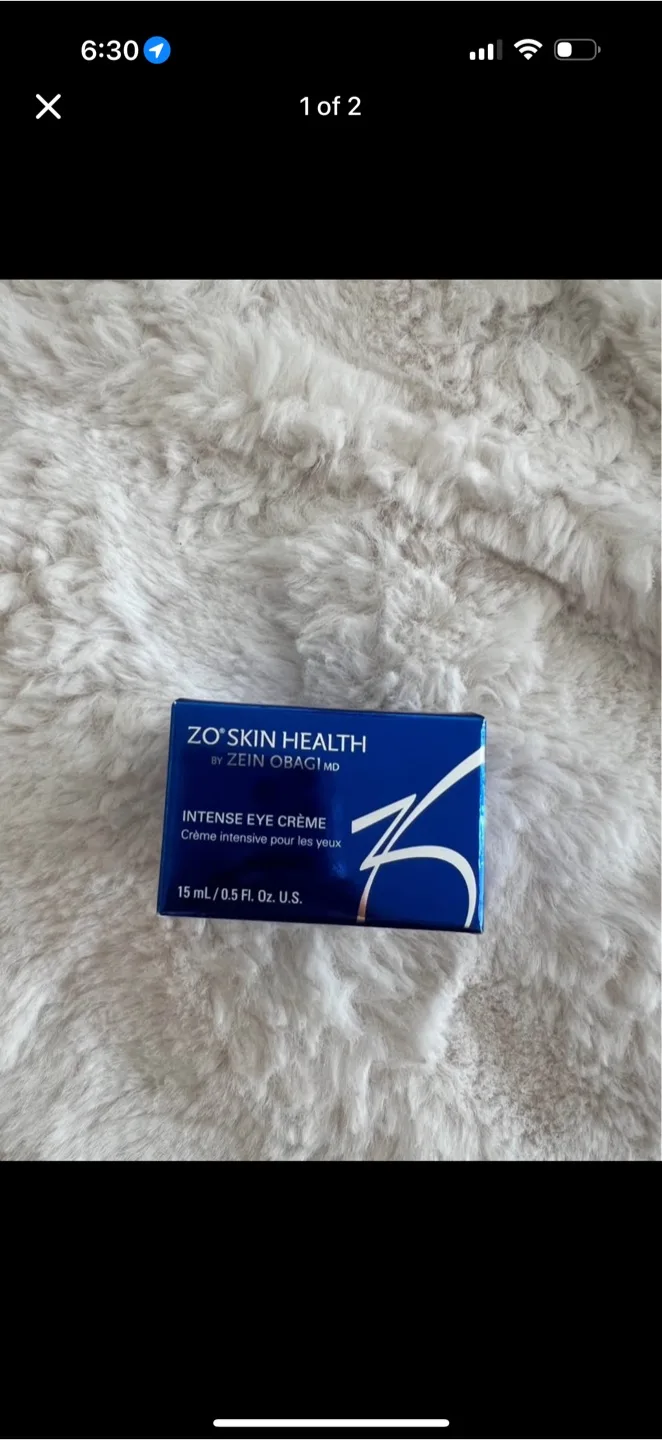 6:30
1 of 2
ZO® SKIN HEALTH
BY ZEIN OBAGI MD
INTENSE EYE CRÈME
Crème intensive pour les yeux
15 mL / 0.5 Fl. Oz. U.S.